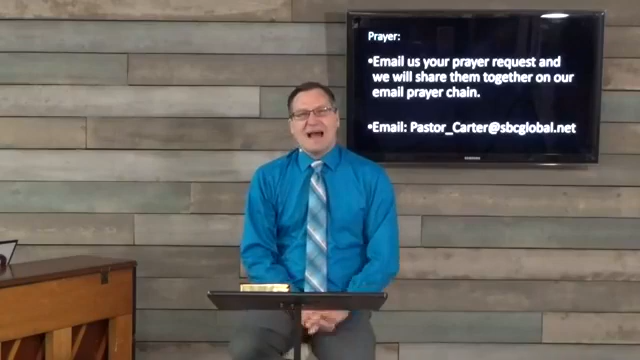 Prayer:
•Email us your prayer request and
we will share them together on our
email prayer chain.
•Email: Pastor_Carter@sbcglobal.net
SAMSUNG